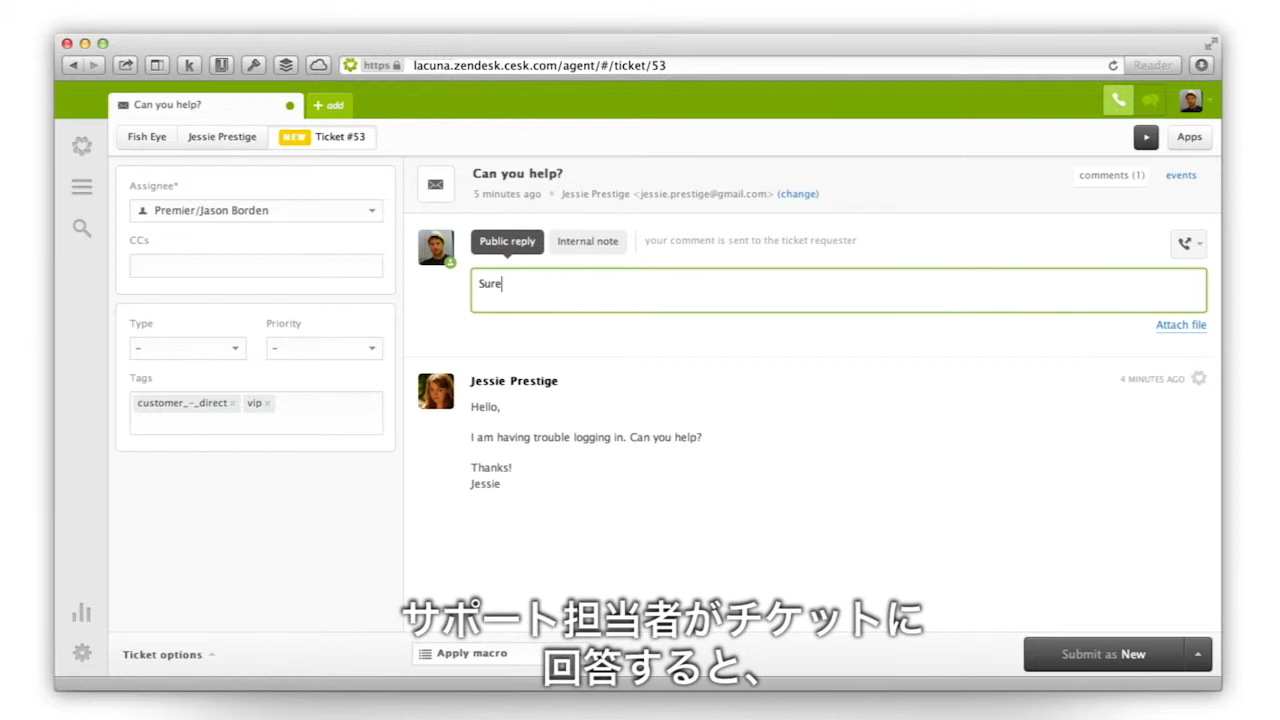 https lacuna.zendesk.cesk.com/agent/#/ticket/53 Reader
Can you help? + add
Fish Eye Jessie Prestige NEW Ticket #53 Apps
Assignee*
Premier/Jason Borden
CCs
Type Priority
- -
Tags
customer_-_direct × vip ×
Can you help? comments (1) events
5 minutes ago Jessie Prestige <jessie.prestige@gmail.com> (change)
Public reply Internal note your comment is sent to the ticket requester
Sure
Attach file
Jessie Prestige 4 MINUTES AGO
Hello,
I am having trouble logging in. Can you help?
Thanks!
Jessie
サポート担当者がチケットに
回答すると、
Ticket options Apply macro Submit as New